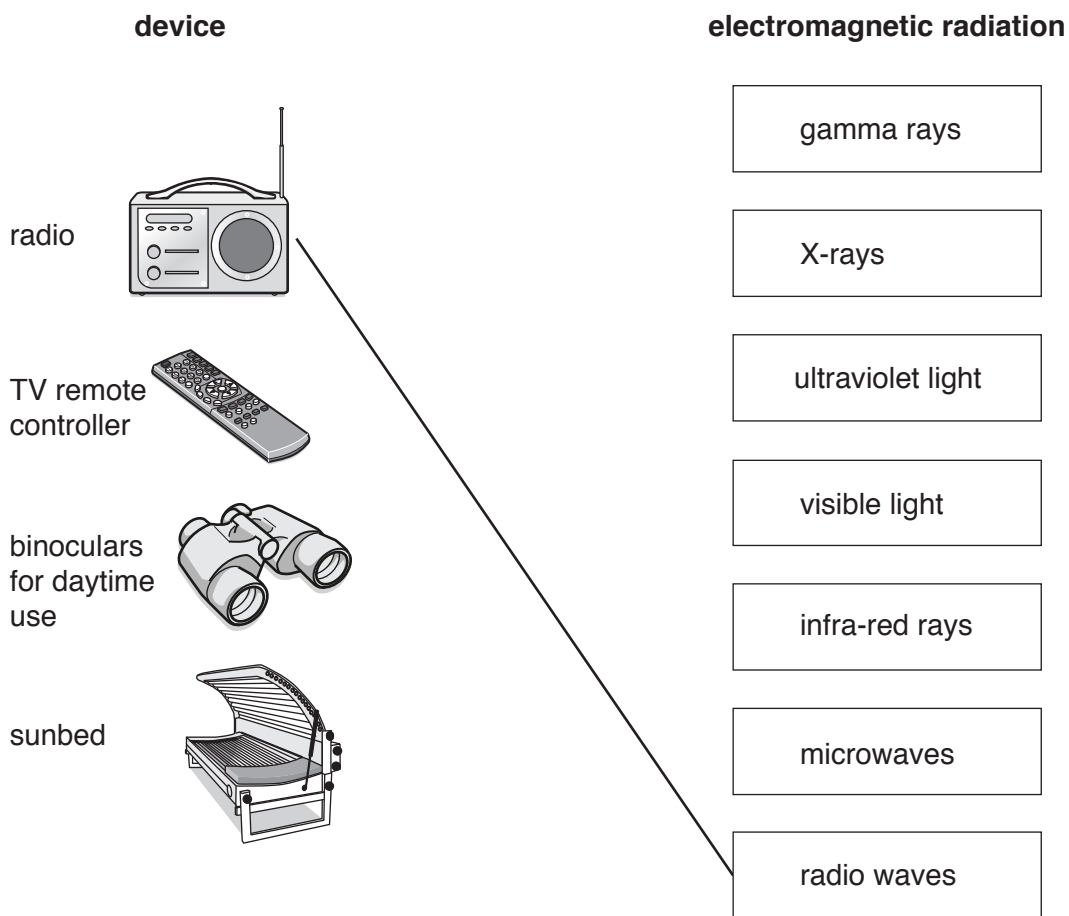 device
electromagnetic radiation
radio
TV remote
controller
binoculars
for daytime
use
sunbed
gamma rays
X-rays
ultraviolet light
visible light
infra-red rays
microwaves
radio waves